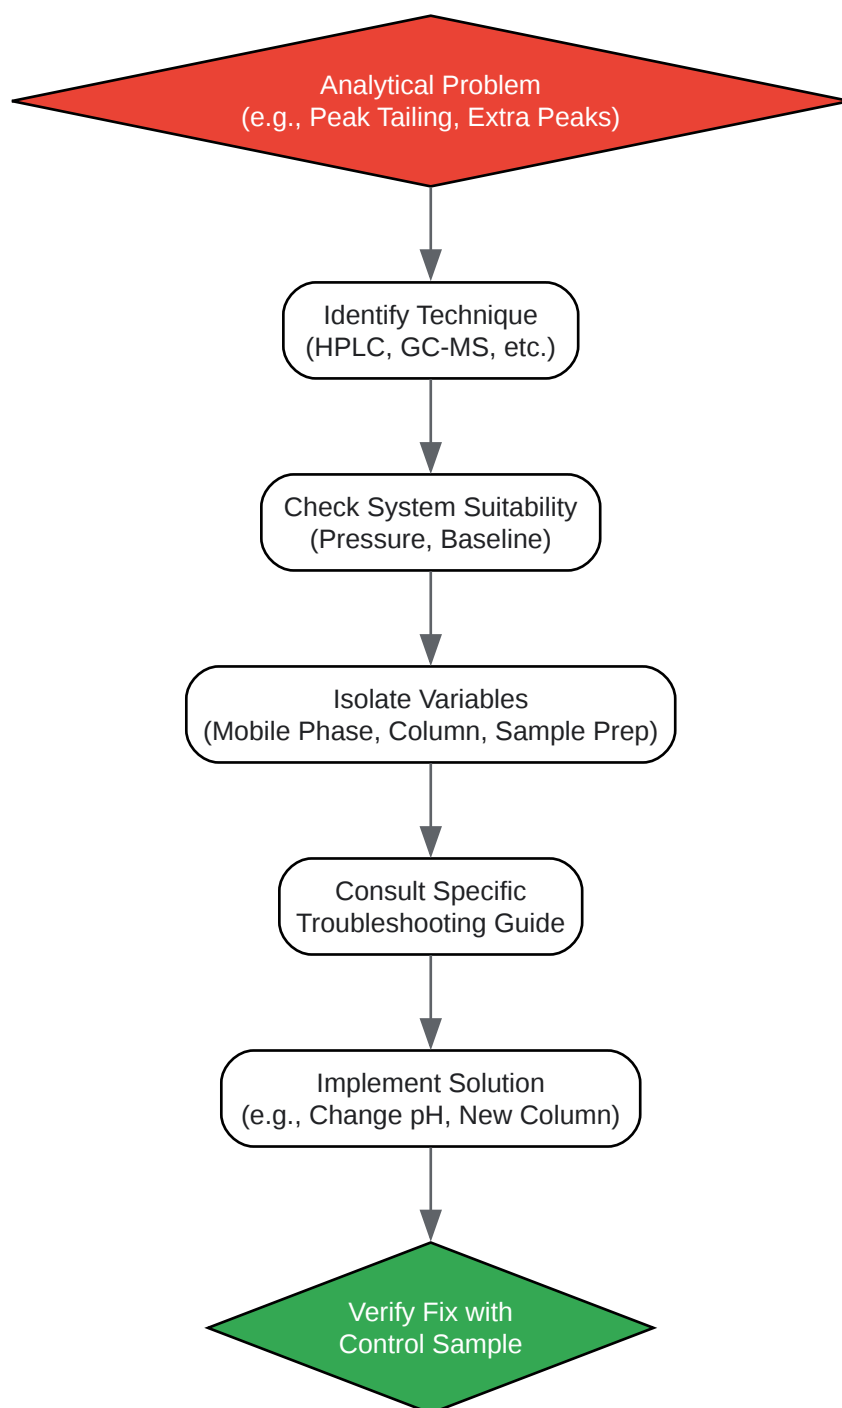 Analytical Problem
(e.g., Peak Tailing, Extra Peaks)
Identify Technique
(HPLC, GC-MS, etc.)
Check System Suitability
(Pressure, Baseline)
Isolate Variables
(Mobile Phase, Column, Sample Prep)
Consult Specific
Troubleshooting Guide
Implement Solution
(e.g., Change pH, New Column)
Verify Fix with
Control Sample